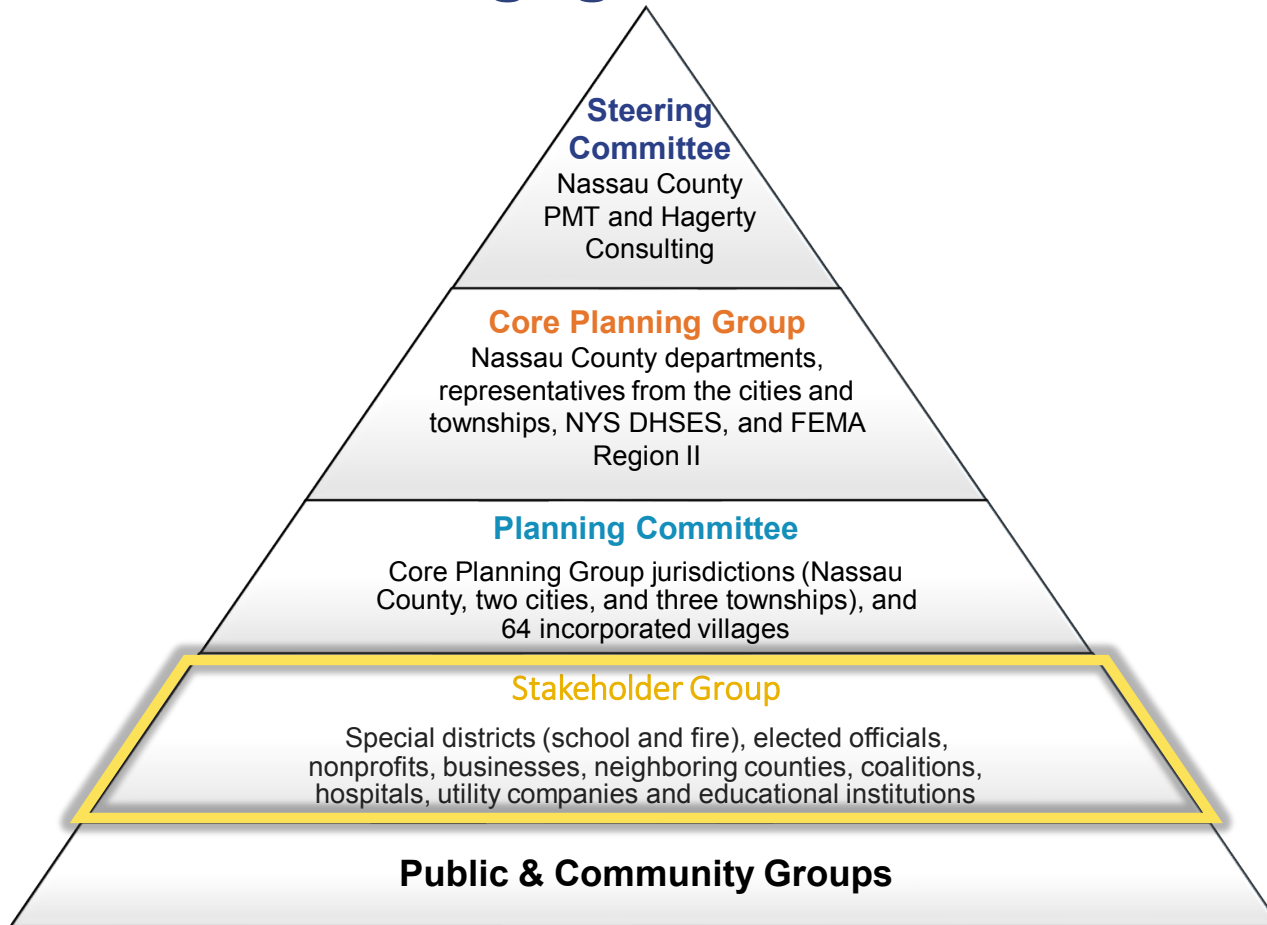 Steering
Committee
Nassau County
PMT and Hagerty
Consulting
Core Planning Group
Nassau County departments,
representatives from the cities and
townships, NYS DHSES, and FEMA
Region II
Planning Committee
Core Planning Group jurisdictions (Nassau
County, two cities, and three townships), and
64 incorporated villages
Stakeholder Group
Special districts (school and fire), elected officials,
nonprofits, businesses, neighboring counties, coalitions,
hospitals, utility companies and educational institutions
Public & Community Groups